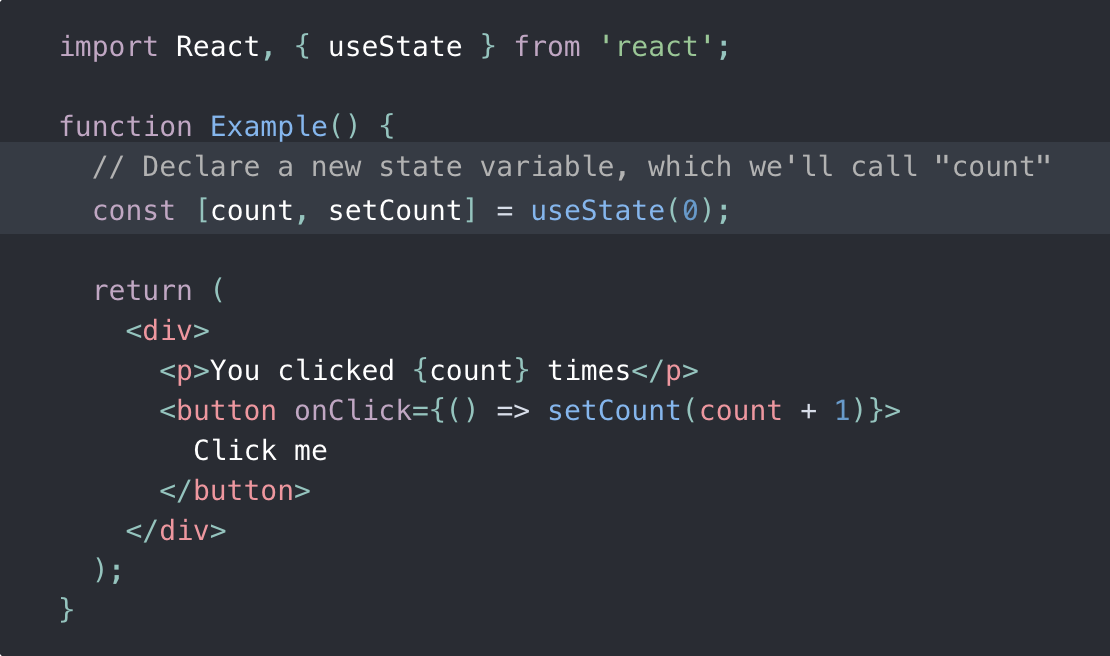 import React, { useState } from 'react';
function Example() {
// Declare a new state variable, which we'll call "count"
const [count, setCount] = useState(0);
return (
<div>
<p>You clicked {count} times</p>
<button onClick={() => setCount(count + 1)}>
Click me
</button>
</div>
);
}